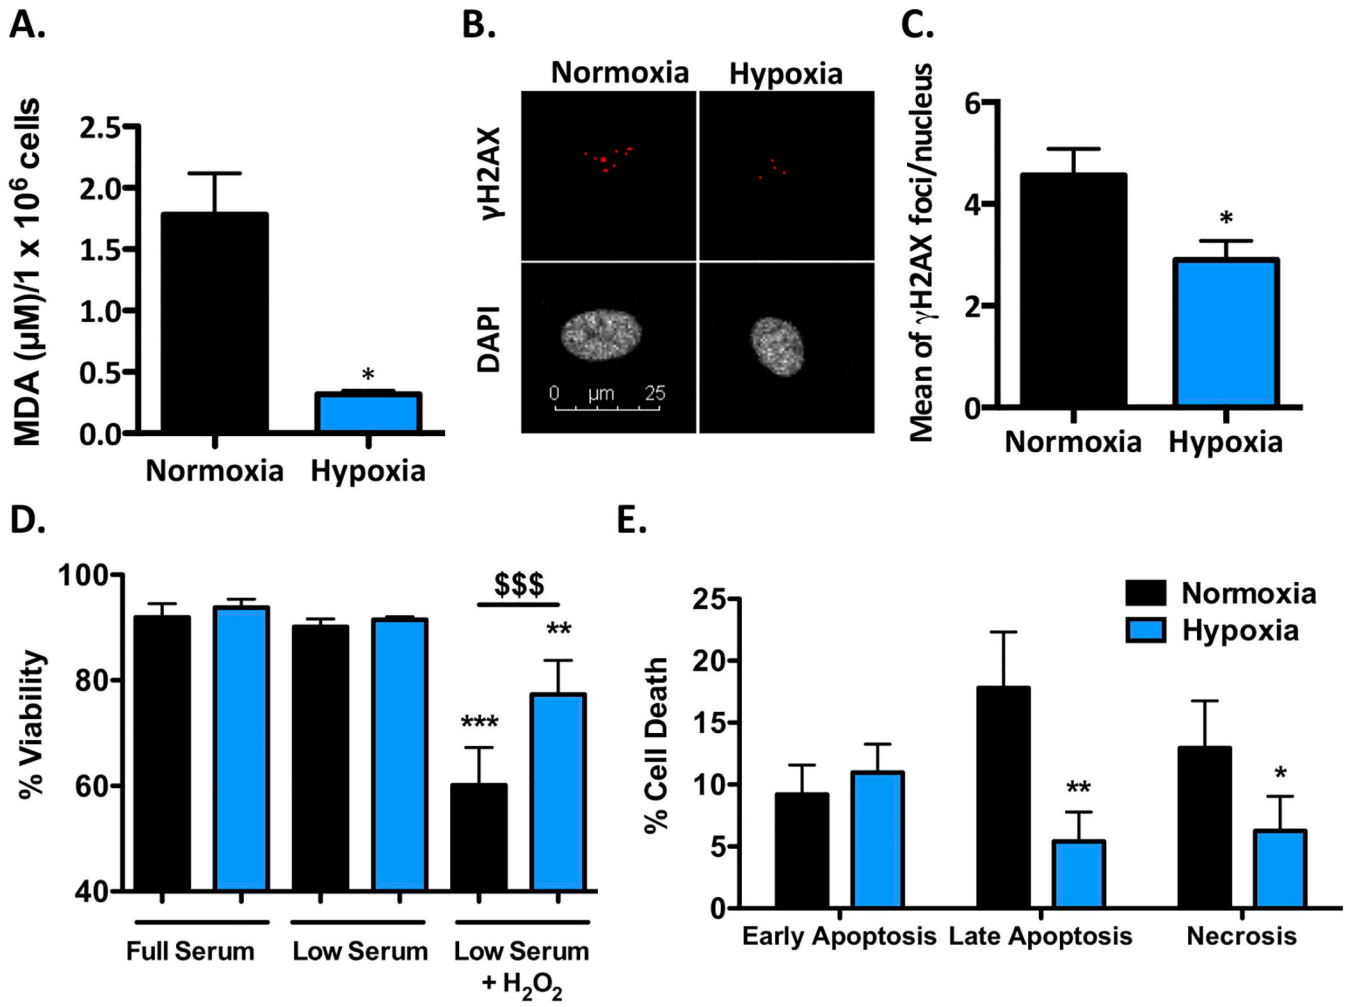 A.
MDA (μM)/1 x 10⁶ cells
2.5
2.0
1.5
1.0
0.5
0.0
*
Normoxia Hypoxia
B.
Normoxia Hypoxia
γH2AX
DAPI
0 μm 25
C.
Mean of γH2AX foci/nucleus
6
4
2
0
*
Normoxia Hypoxia
D.
% Viability
100
80
60
40
$$$
**
***
Full Serum Low Serum Low Serum
+ H₂O₂
E.
% Cell Death
25
20
15
10
5
0
Normoxia
Hypoxia
**
*
Early Apoptosis Late Apoptosis Necrosis